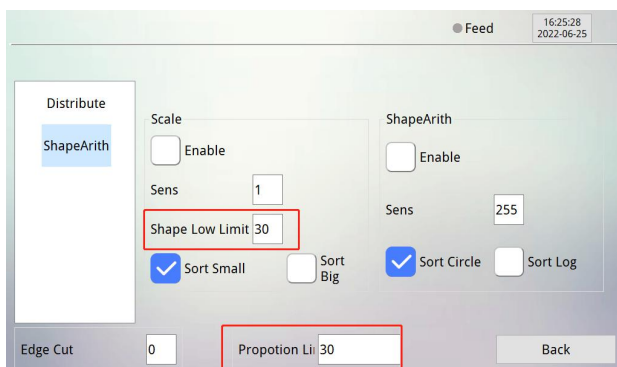 Feed
16:25:28
2022-06-25
Distribute
ShapeArith
Scale
Enable
Sens 1
Shape Low Limit 30
Sort Small
Sort
Big
ShapeArith
Enable
Sens 255
Sort Circle
Sort Log
Edge Cut 0
Propotion Li 30
Back